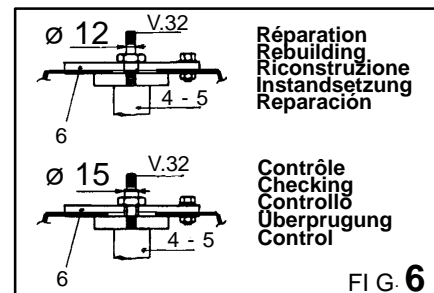 V.32
Ø 12
4 - 5
6
Réparation
Rebuilding
Riconstruzione
Instandsetzung
Reparación
V.32
Ø 15
4 - 5
6
Contrôle
Checking
Controllo
Überprugung
Control
FIG. 6